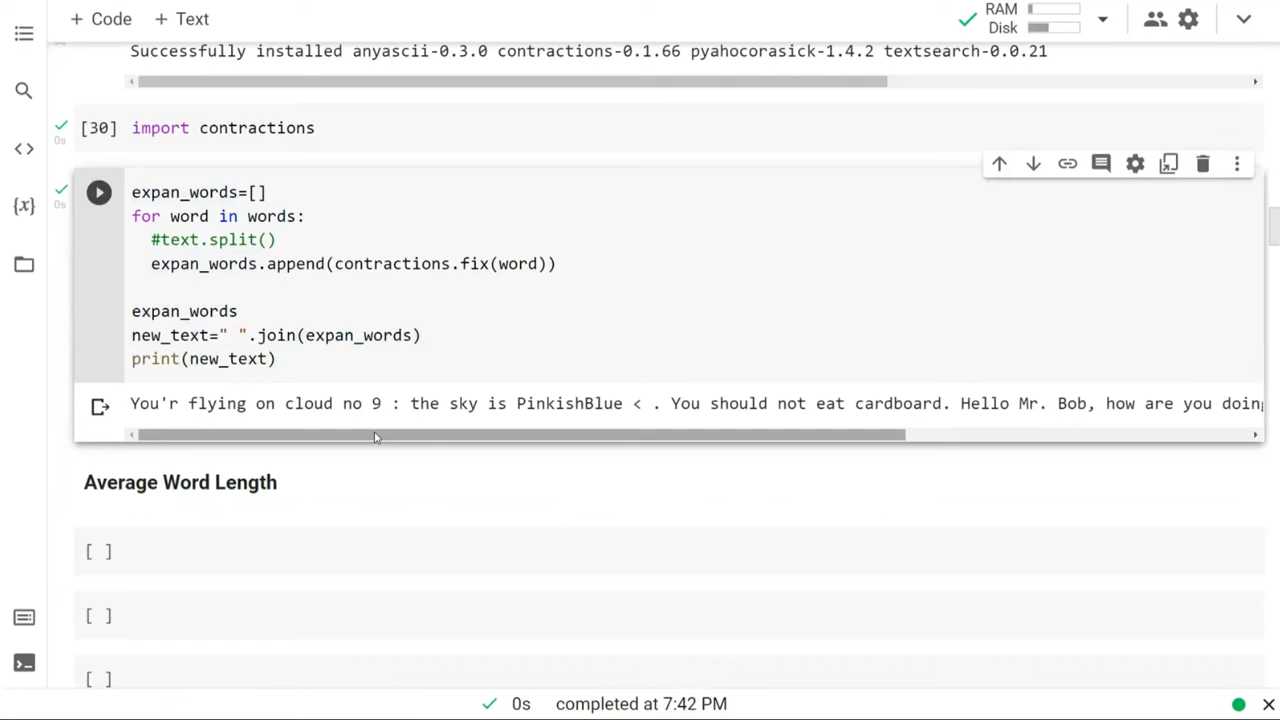 + Code + Text
RAM
Disk
Successfully installed anyascii-0.3.0 contractions-0.1.66 pyahocorasick-1.4.2 textsearch-0.0.21
[30] import contractions
0s
0s
expan_words=[]
for word in words:
#text.split()
expan_words.append(contractions.fix(word))
expan_words
new_text=" ".join(expan_words)
print(new_text)
You'r flying on cloud no 9 : the sky is PinkishBlue < . You should not eat cardboard. Hello Mr. Bob, how are you doing
Average Word Length
[ ]
[ ]
[ ]
0s completed at 7:42 PM